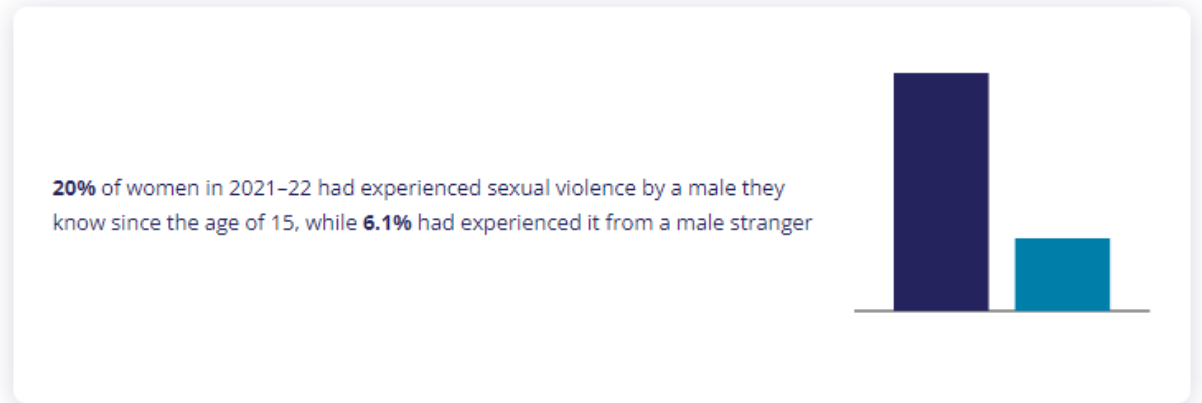 20% of women in 2021–22 had experienced sexual violence by a male they
know since the age of 15, while 6.1% had experienced it from a male stranger